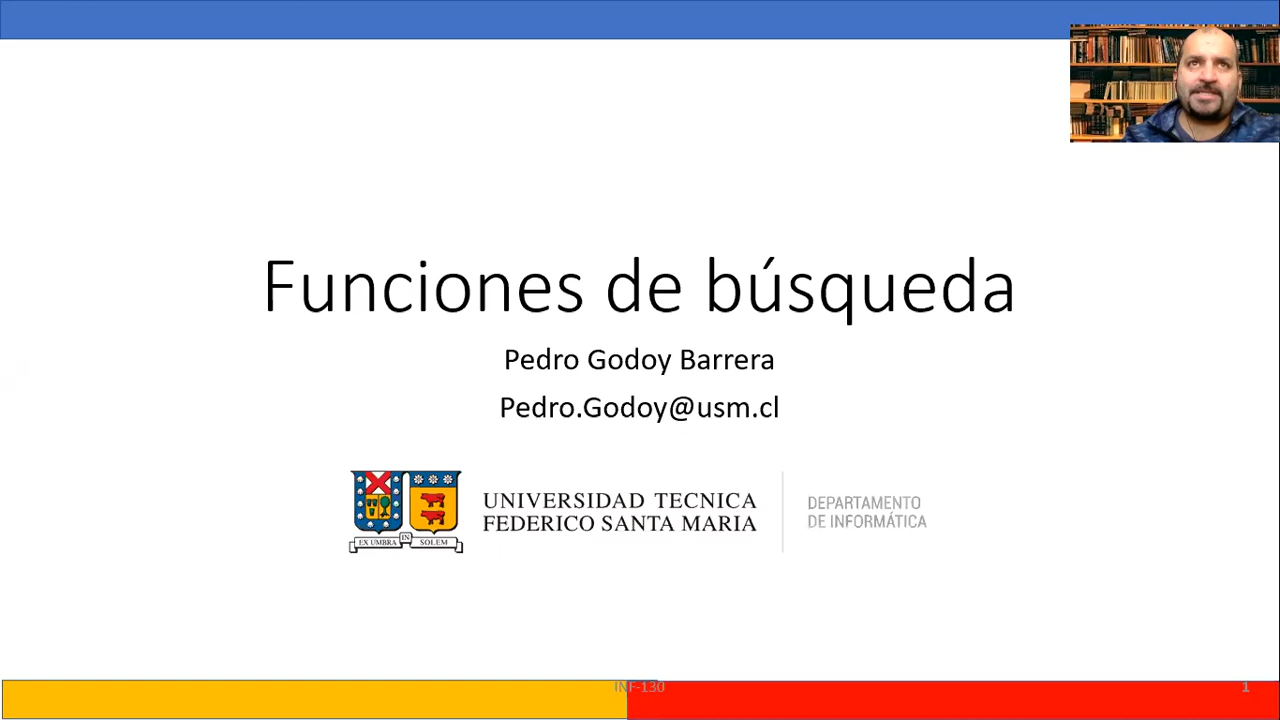 Funciones de búsqueda
Pedro Godoy Barrera
Pedro.Godoy@usm.cl
UNIVERSIDAD TECNICA
FEDERICO SANTA MARIA
DEPARTAMENTO
DE INFORMÁTICA
EX UMBRA IN SOLEM
INF-130
1